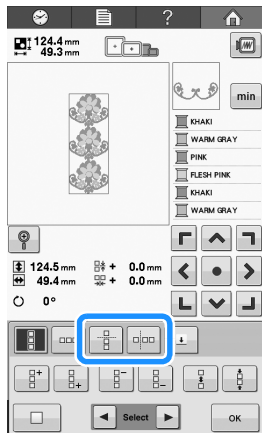 ?
124.4 mm
49.3 mm
min
KHAKI
WARM GRAY
PINK
FLESH PINK
KHAKI
WARM GRAY
124.5 mm + 0.0 mm
49.4 mm + 0.0 mm
0°
Select
OK